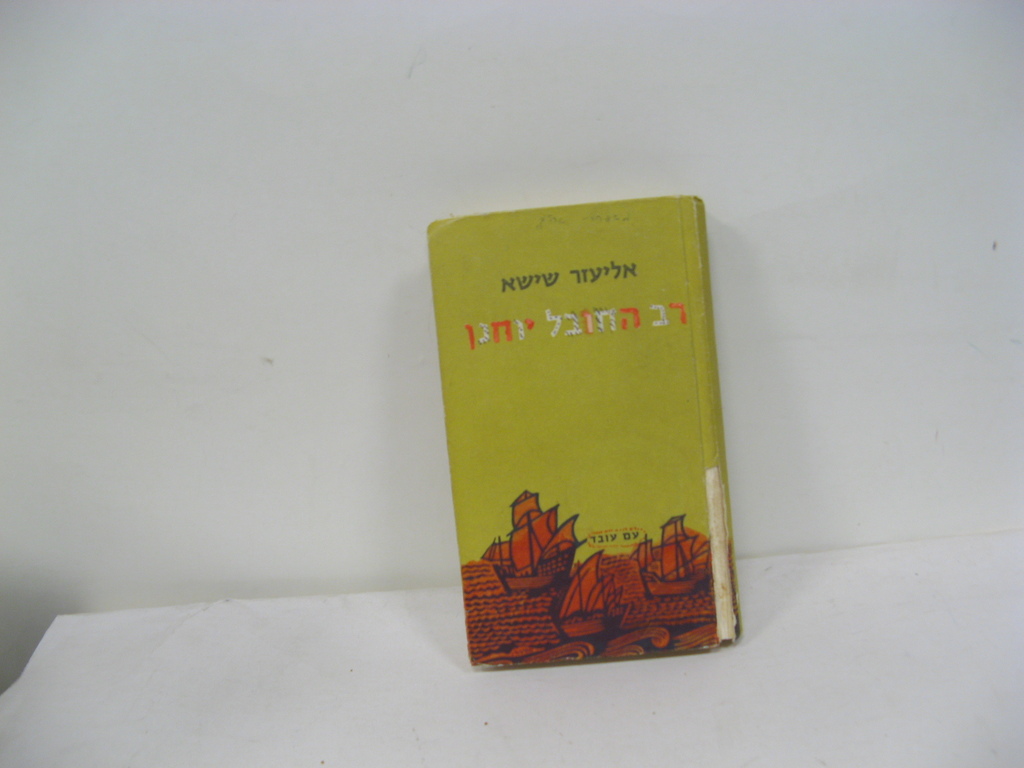 אליעזר שישא
רב החובל יוחנן
עם עובד